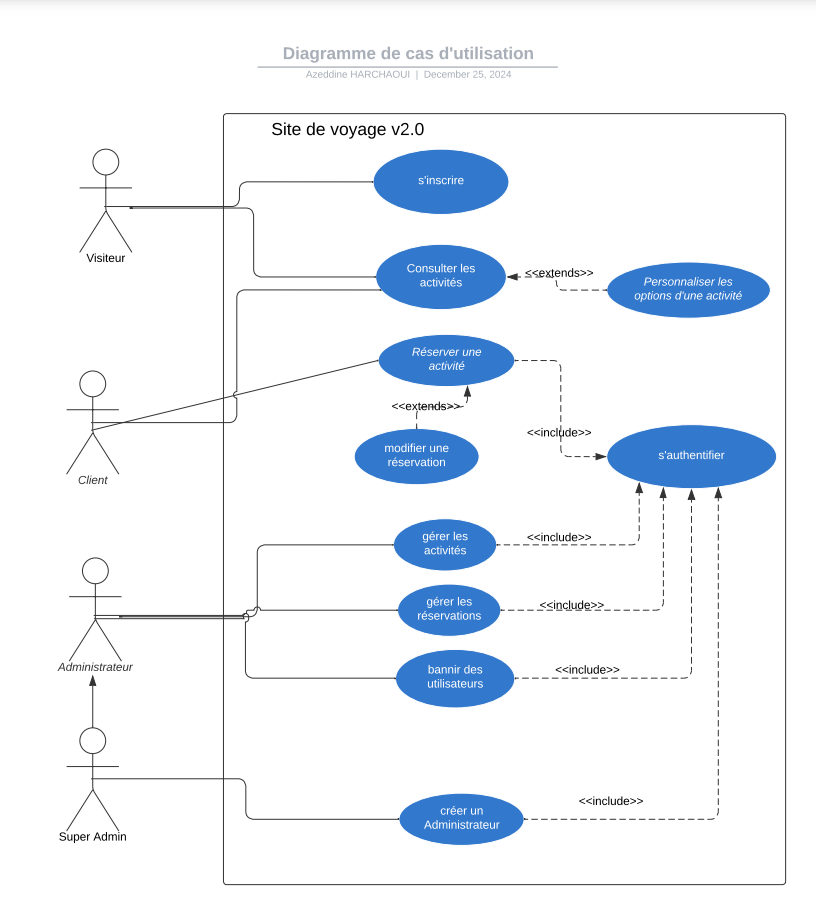 Diagramme de cas d'utilisation
Azeddine HARCHAOUI | December 25, 2024
Site de voyage v2.0
s'inscrire
Visiteur
Consulter les
activités
<<extends>>
Personnaliser les
options d'une activité
Réserver une
activité
<<extends>>
<<include>>
modifier une
réservation
s'authentifier
Client
gérer les
activités
<<include>>
gérer les
réservations
<<include>>
Administrateur
bannir des
utilisateurs
<<include>>
créer un
Administrateur
<<include>>
Super Admin